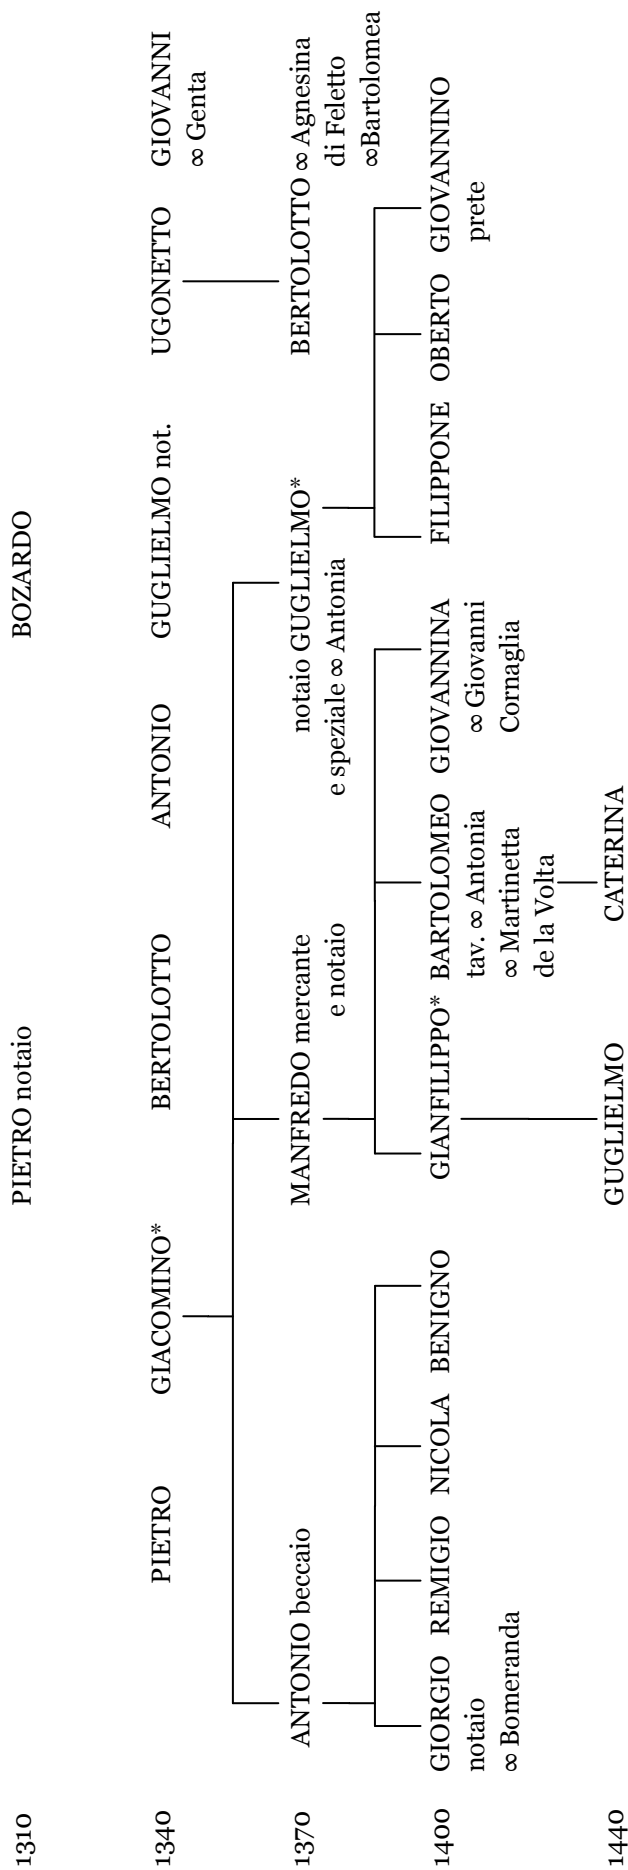 1310
PIETRO notaio
BOZARDO
1340
PIETRO
GIACOMINO*
BERTOLOTTO
ANTONIO
GUGLIELMO not.
UGONETTO
GIOVANNI
∞ Genta
1370
ANTONIO beccaio
MANFREDO mercante
e notaio
notaio GUGLIELMO*
e speziale ∞ Antonia
BERTOLOTTO ∞ Agnesina
di Feletto
∞Bartolomea
1400
GIORGIO
notaio
∞ Bomeranda
REMIGIO
NICOLA
BENIGNO
GIANFILIPPO*
BARTOLOMEO
tav. ∞ Antonia
∞ Martinetta
de la Volta
GIOVANNINA
∞ Giovanni
Cornaglia
FILIPPONE
OBERTO
GIOVANNINO
prete
1440
GUGLIELMO
CATERINA